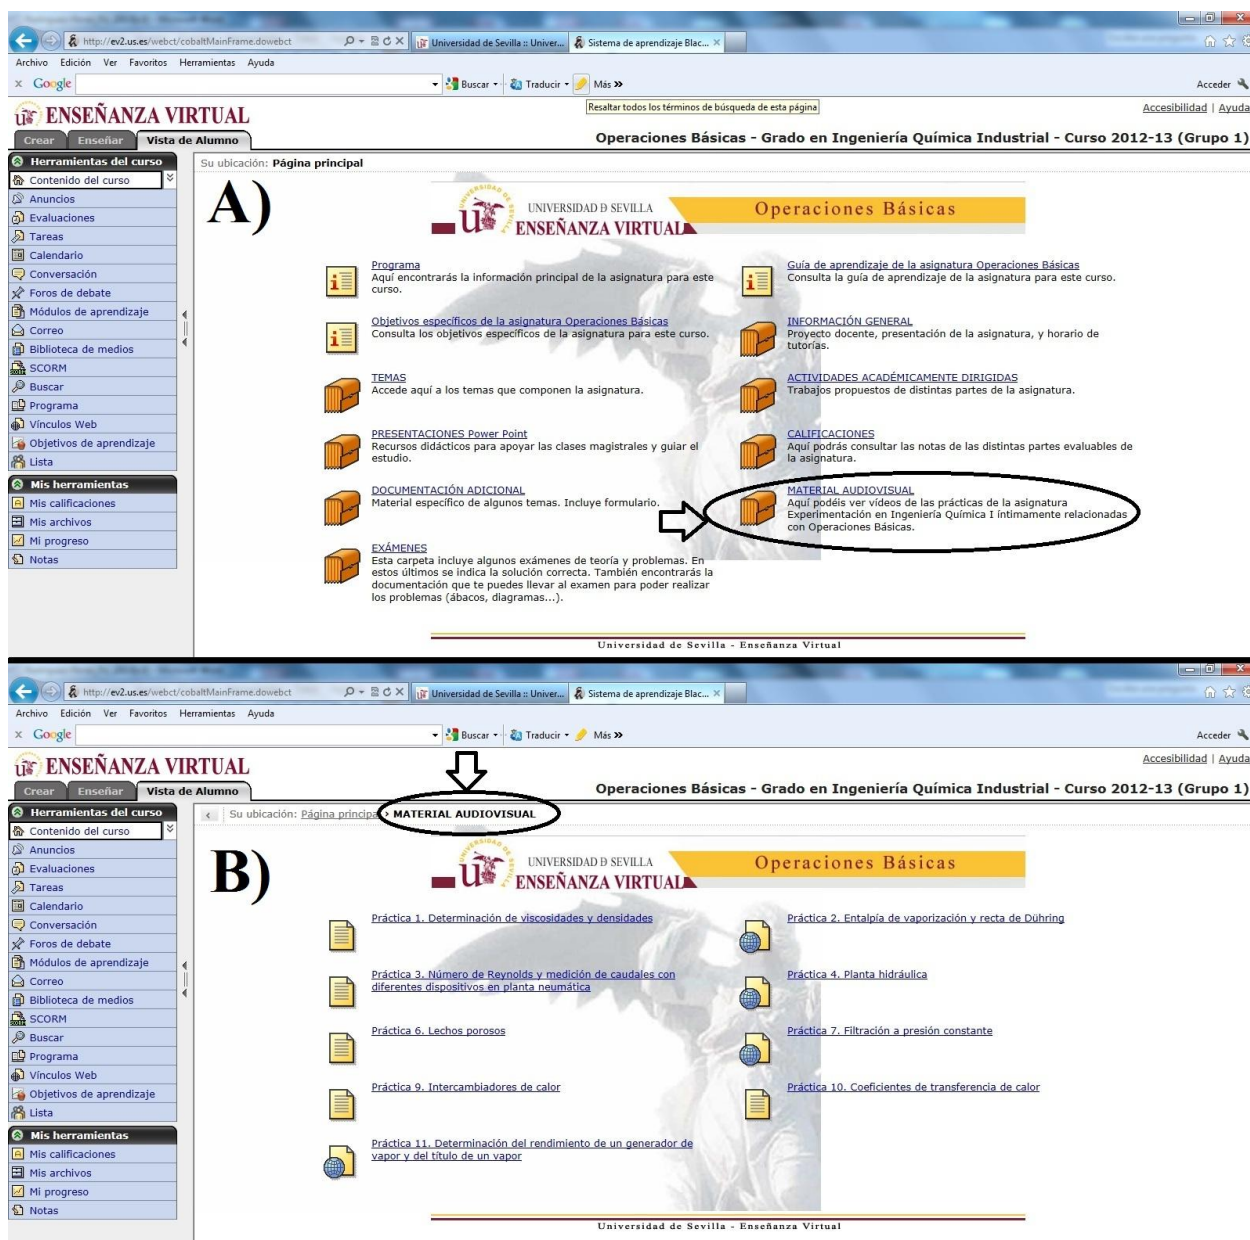 http://ev2.us.es/webct/cobaltMainFrame.dowebct
Universidad de Sevilla :: Univer...
Sistema de aprendizaje Blac...
Archivo Edición Ver Favoritos Herramientas Ayuda
x Google Buscar Traducir Más » Acceder
Resaltar todos los términos de búsqueda de esta página
ENSEÑANZA VIRTUAL
Accesibilidad | Ayuda
Crear Enseñar Vista de Alumno
Operaciones Básicas - Grado en Ingeniería Química Industrial - Curso 2012-13 (Grupo 1)
Herramientas del curso
Contenido del curso
Anuncios
Evaluaciones
Tareas
Calendario
Conversación
Foros de debate
Módulos de aprendizaje
Correo
Biblioteca de medios
SCORM
Buscar
Programa
Vínculos Web
Objetivos de aprendizaje
Lista
Mis herramientas
Mis calificaciones
Mis archivos
Mi progreso
Notas
Su ubicación: Página principal
A)
UNIVERSIDAD D SEVILLA
ENSEÑANZA VIRTUAL
Operaciones Básicas
Programa
Aquí encontrarás la información principal de la asignatura para este
curso.
Guía de aprendizaje de la asignatura Operaciones Básicas
Consulta la guía de aprendizaje de la asignatura para este curso.
Objetivos específicos de la asignatura Operaciones Básicas
Consulta los objetivos específicos de la asignatura para este curso.
INFORMACIÓN GENERAL
Proyecto docente, presentación de la asignatura, y horario de
tutorías.
TEMAS
Accede aquí a los temas que componen la asignatura.
ACTIVIDADES ACADÉMICAMENTE DIRIGIDAS
Trabajos propuestos de distintas partes de la asignatura.
PRESENTACIONES Power Point
Recursos didácticos para apoyar las clases magistrales y guiar el
estudio.
CALIFICACIONES
Aquí podrás consultar las notas de las distintas partes evaluables de
la asignatura.
DOCUMENTACIÓN ADICIONAL
Material específico de algunos temas. Incluye formulario.
MATERIAL AUDIOVISUAL
Aquí podéis ver vídeos de las prácticas de la asignatura
Experimentación en Ingeniería Química I íntimamente relacionadas
con Operaciones Básicas.
EXÁMENES
Esta carpeta incluye algunos exámenes de teoría y problemas. En
estos últimos se indica la solución correcta. También encontrarás la
documentación que te puedes llevar al examen para poder realizar
los problemas (ábacos, diagramas...).
Universidad de Sevilla - Enseñanza Virtual
http://ev2.us.es/webct/cobaltMainFrame.dowebct
Universidad de Sevilla :: Univer...
Sistema de aprendizaje Blac...
Archivo Edición Ver Favoritos Herramientas Ayuda
x Google Buscar Traducir Más » Acceder
ENSEÑANZA VIRTUAL
Accesibilidad | Ayuda
Crear Enseñar Vista de Alumno
Operaciones Básicas - Grado en Ingeniería Química Industrial - Curso 2012-13 (Grupo 1)
Herramientas del curso
Contenido del curso
Anuncios
Evaluaciones
Tareas
Calendario
Conversación
Foros de debate
Módulos de aprendizaje
Correo
Biblioteca de medios
SCORM
Buscar
Programa
Vínculos Web
Objetivos de aprendizaje
Lista
Mis herramientas
Mis calificaciones
Mis archivos
Mi progreso
Notas
Su ubicación: Página principal › MATERIAL AUDIOVISUAL
B)
UNIVERSIDAD D SEVILLA
ENSEÑANZA VIRTUAL
Operaciones Básicas
Práctica 1. Determinación de viscosidades y densidades
Práctica 2. Entalpía de vaporización y recta de Dühring
Práctica 3. Número de Reynolds y medición de caudales con
diferentes dispositivos en planta neumática
Práctica 4. Planta hidráulica
Práctica 6. Lechos porosos
Práctica 7. Filtración a presión constante
Práctica 9. Intercambiadores de calor
Práctica 10. Coeficientes de transferencia de calor
Práctica 11. Determinación del rendimiento de un generador de
vapor y del título de un vapor
Universidad de Sevilla - Enseñanza Virtual